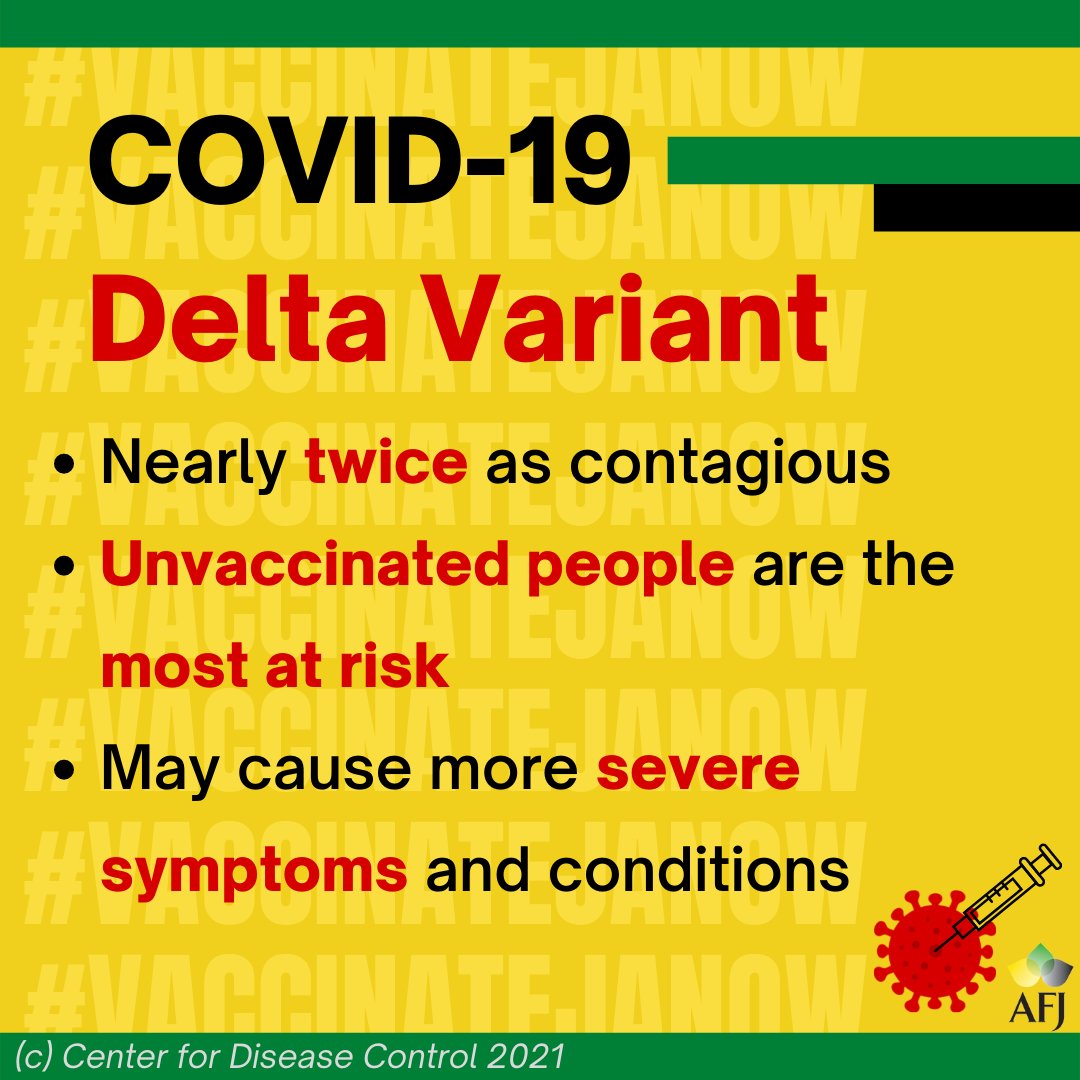 #VACCINATEJANOW
COVID-19
#VACCINATEJANOW
Delta Variant
#VACCINATEJANOW
• Nearly twice as contagious
#VACCINATEJANOW
• Unvaccinated people are the
#VACCINATEJANOW
most at risk
#VACCINATEJANOW
• May cause more severe
#VACCINATEJANOW
symptoms and conditions
#VACCINATEJANOW
AFJ
(c) Center for Disease Control 2021